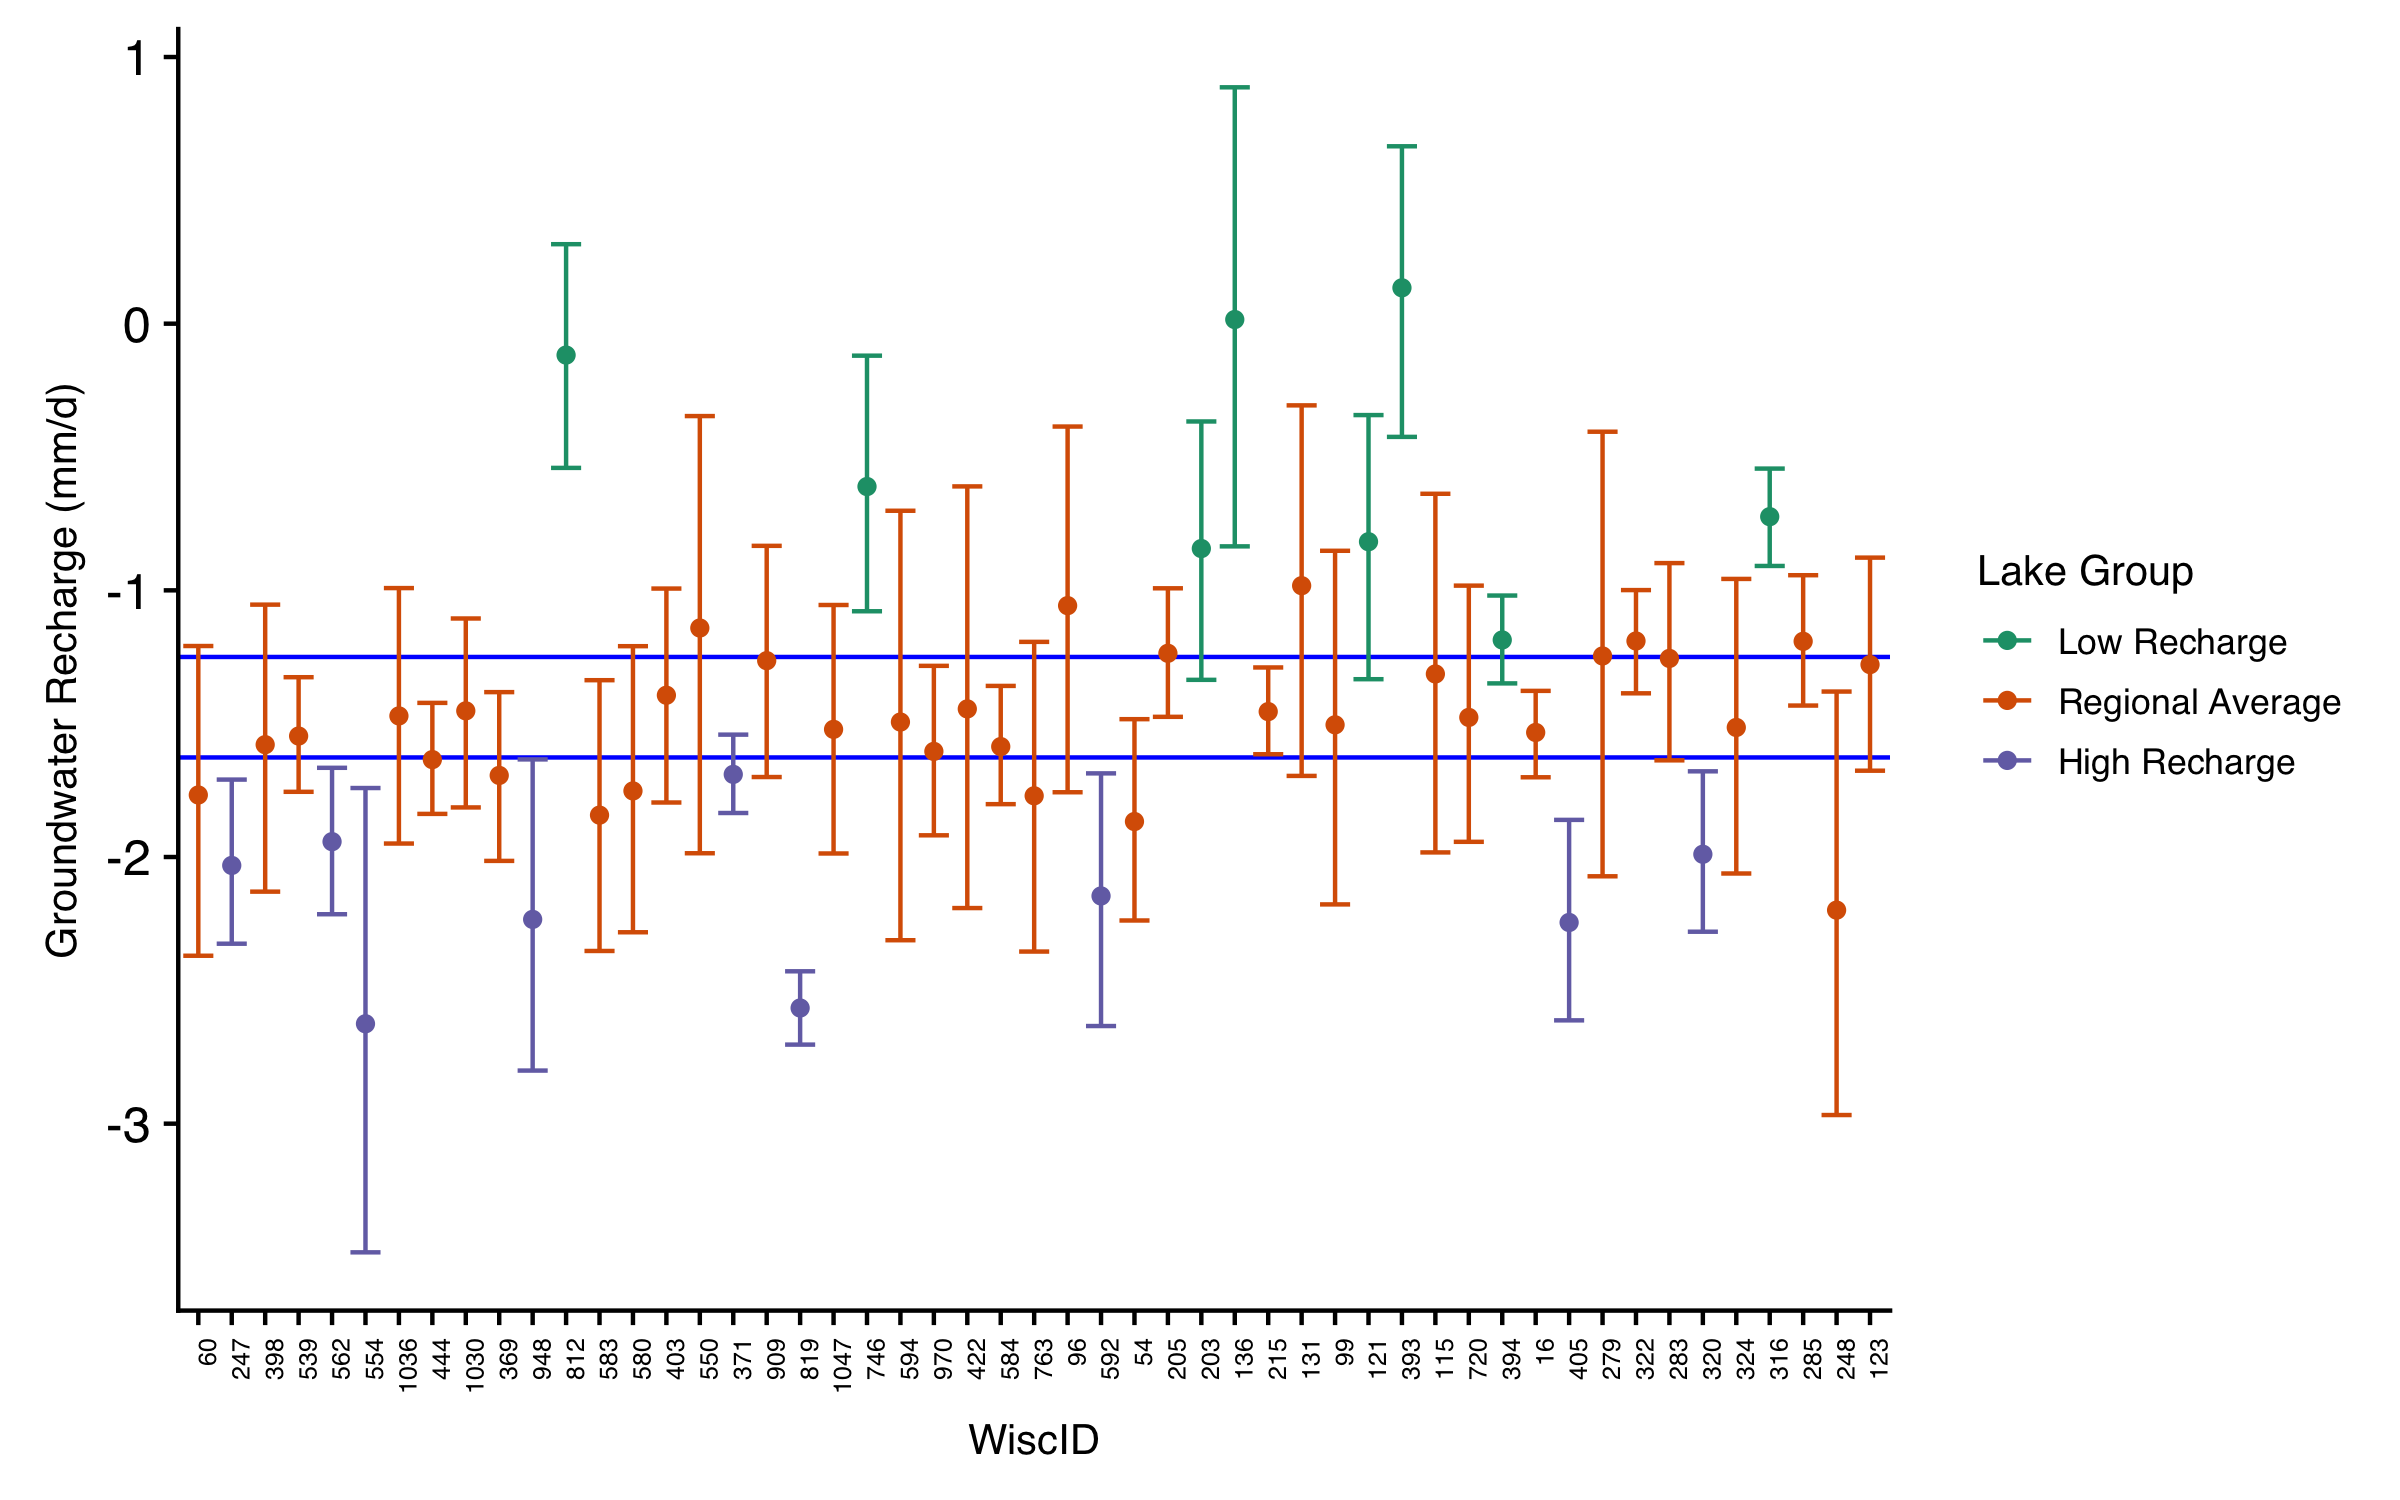 1
0
-1
-2
-3
Groundwater Recharge (mm/d)
60 247 398 539 562 554 1036 444 1030 369 948 812 583 580 403 550 371 909 819 1047 746 594 970 422 584 763 96 592 54 205 203 136 215 131 99 121 393 115 720 394 16 405 279 322 283 320 324 316 285 248 123
WiscID
Lake Group
Low Recharge
Regional Average
High Recharge